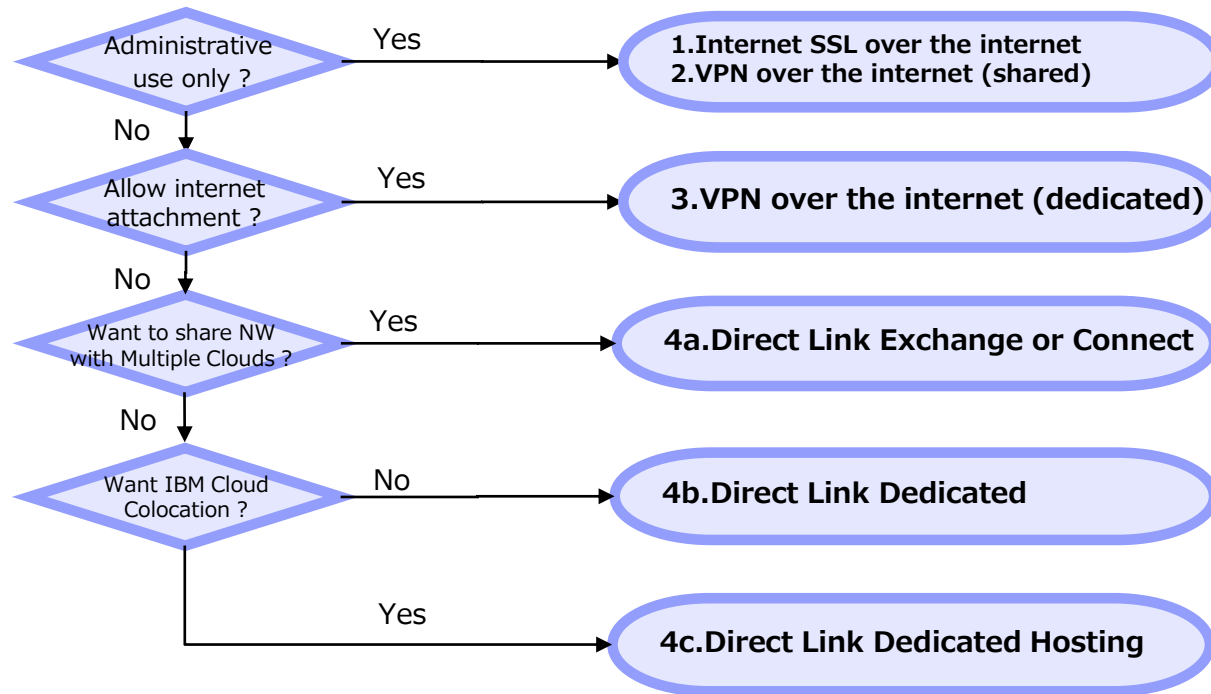 Administrative
use only ?
Yes
1.Internet SSL over the internet
2.VPN over the internet (shared)
No
Allow internet
attachment ?
Yes
3.VPN over the internet (dedicated)
No
Want to share NW
with Multiple Clouds ?
Yes
4a.Direct Link Exchange or Connect
No
Want IBM Cloud
Colocation ?
No
4b.Direct Link Dedicated
Yes
4c.Direct Link Dedicated Hosting